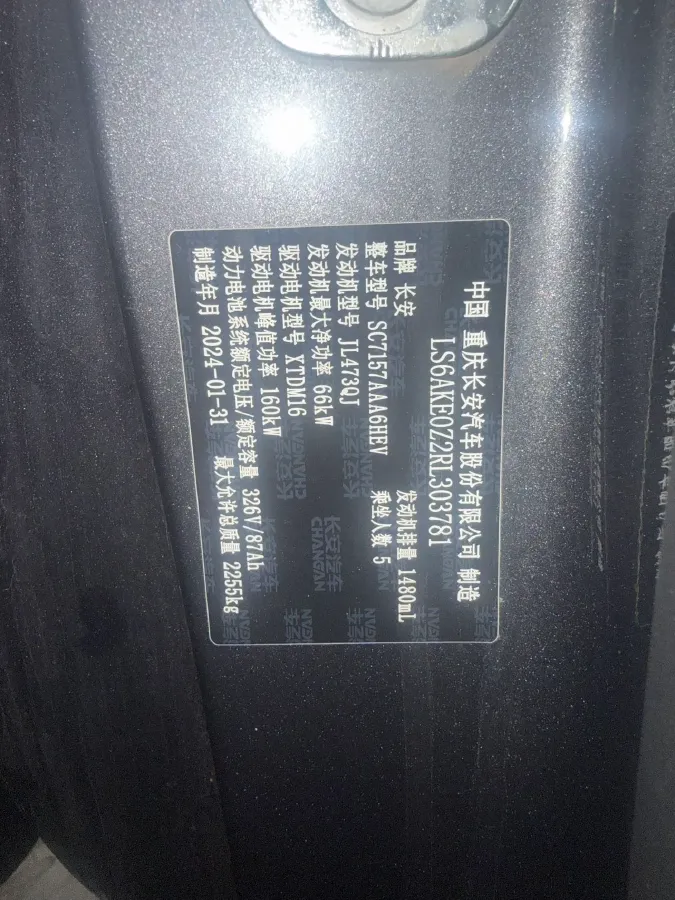 中国 重庆长安汽车股份有限公司 制造
LS6AKE0Z2RL303781
品牌 长安
整车型号 SC7157AAA6HEV 发动机排量 1480mL
发动机型号 JL473QJ 乘坐人数 5
发动机最大净功率 66kW
驱动电机型号 XTDM16
驱动电机峰值功率 160kW
动力电池系统额定电压/额定容量 326V/87Ah
制造年月 2024-01-31 最大允许总质量 2255kg
长安汽车
CHANGAN